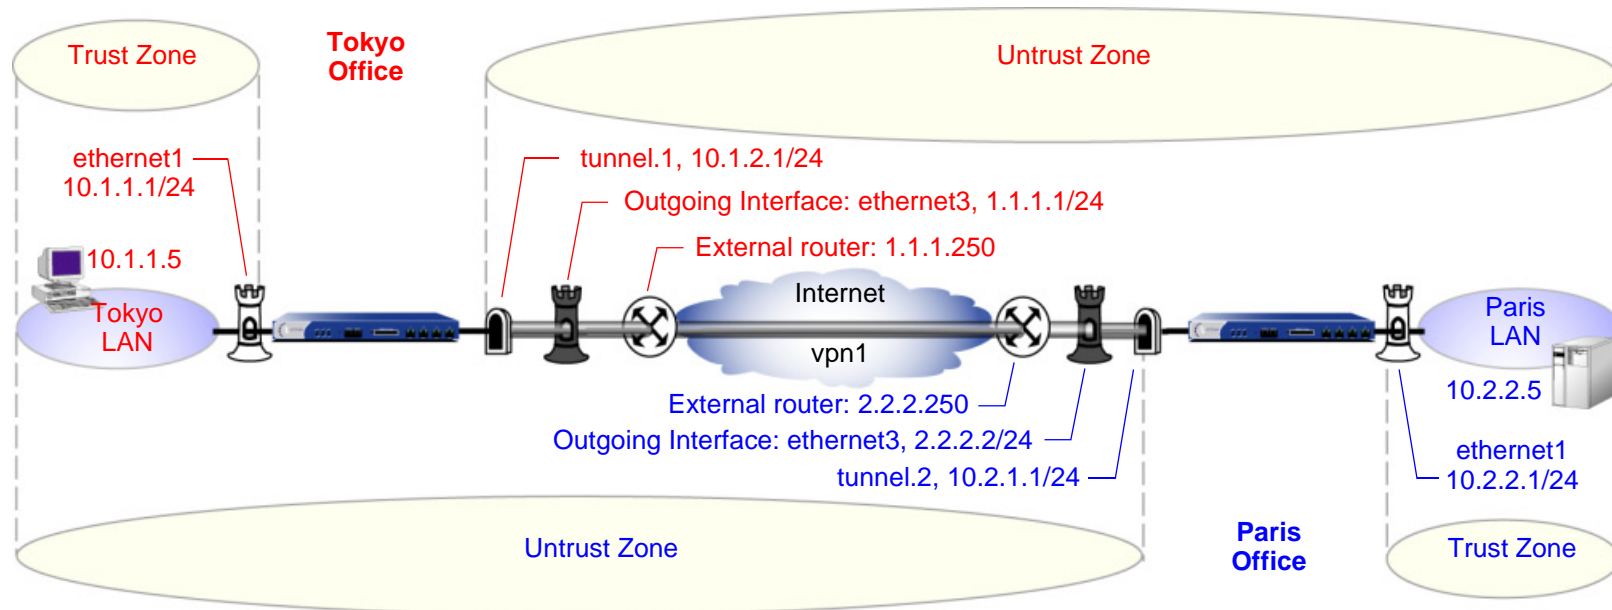 Trust Zone
Tokyo
Office
Untrust Zone
ethernet1
10.1.1.1/24
tunnel.1, 10.1.2.1/24
Outgoing Interface: ethernet3, 1.1.1.1/24
External router: 1.1.1.250
10.1.1.5
Tokyo
LAN
Internet
vpn1
Paris
LAN
10.2.2.5
External router: 2.2.2.250
Outgoing Interface: ethernet3, 2.2.2.2/24
tunnel.2, 10.2.1.1/24
ethernet1
10.2.2.1/24
Untrust Zone
Paris
Office
Trust Zone